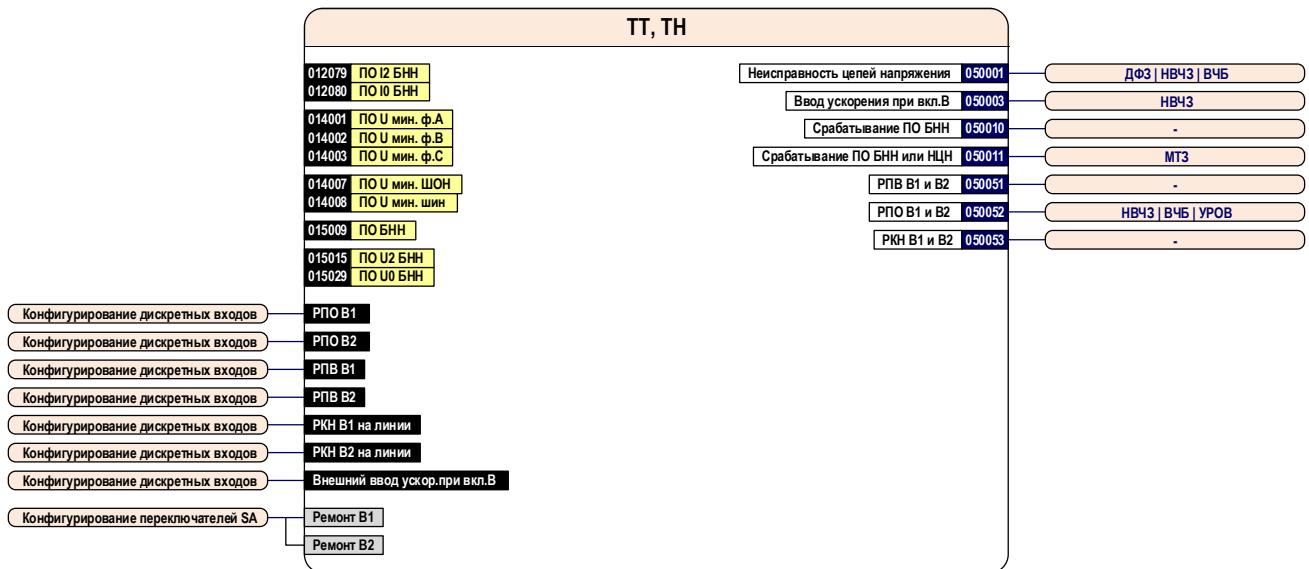 ТТ, ТН
012079 ПО I2 БНН
012080 ПО I0 БНН
014001 ПО U мин. ф.А
014002 ПО U мин. ф.В
014003 ПО U мин. ф.С
014007 ПО U мин. ШОН
014008 ПО U мин. шин
015009 ПО БНН
015015 ПО U2 БНН
015029 ПО U0 БНН
Неисправность цепей напряжения 050001 ДФЗ | НВЧЗ | ВЧБ
Ввод ускорения при вкл.В 050003 НВЧЗ
Срабатывание ПО БНН 050010 -
Срабатывание ПО БНН или НЦН 050011 МТЗ
РПВ В1 и В2 050051 -
РПО В1 и В2 050052 НВЧЗ | ВЧБ | УРОВ
РКН В1 и В2 050053 -
Конфигурирование дискретных входов РПО В1
Конфигурирование дискретных входов РПО В2
Конфигурирование дискретных входов РПВ В1
Конфигурирование дискретных входов РПВ В2
Конфигурирование дискретных входов РКН В1 на линии
Конфигурирование дискретных входов РКН В2 на линии
Конфигурирование дискретных входов Внешний ввод ускор.при вкл.В
Конфигурирование переключателей SA Ремонт В1
Ремонт В2